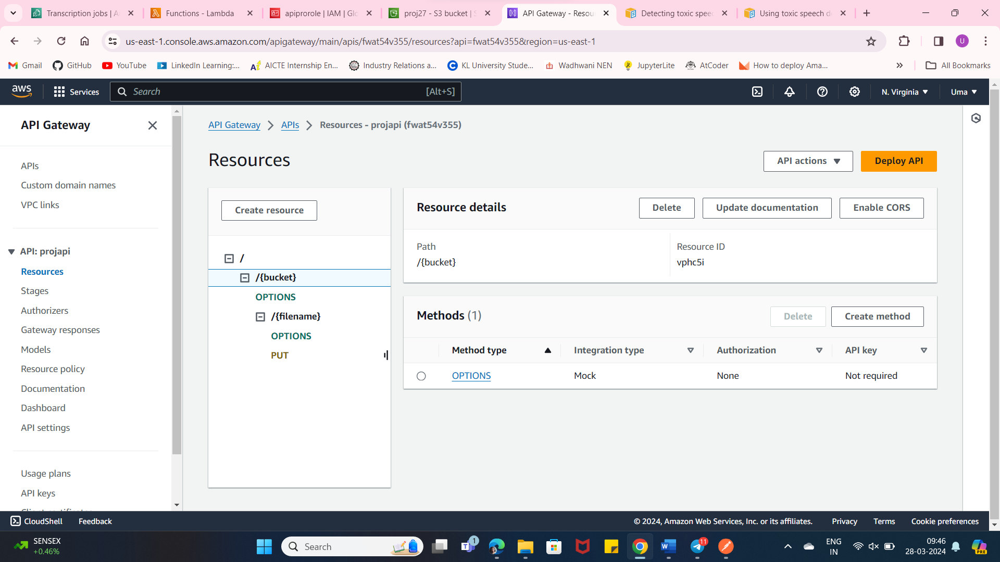 Transcription jobs | A
Functions - Lambda
apiprorole | IAM | Glo
proj27 - S3 bucket | S
API Gateway - Resou
Detecting toxic speec
Using toxic speech d
us-east-1.console.aws.amazon.com/apigateway/main/apis/fwat54v355/resources?api=fwat54v355&region=us-east-1
U
Gmail
GitHub
YouTube
LinkedIn Learning:...
AICTE Internship En...
Industry Relations a...
KL University Stude...
Wadhwani NEN
JupyterLite
AtCoder
How to deploy Ama...
All Bookmarks
aws
Services
Search
[Alt+S]
N. Virginia
Uma
API Gateway
APIs
Custom domain names
VPC links
API: projapi
Resources
Stages
Authorizers
Gateway responses
Models
Resource policy
Documentation
Dashboard
API settings
Usage plans
API keys
API Gateway
APIs
Resources - projapi (fwat54v355)
Resources
API actions
Deploy API
Create resource
/
/{bucket}
OPTIONS
/{filename}
OPTIONS
PUT
Resource details
Delete
Update documentation
Enable CORS
Path
/{bucket}
Resource ID
vphc5i
Methods (1)
Delete
Create method
Method type
Integration type
Authorization
API key
OPTIONS
Mock
None
Not required
CloudShell
Feedback
© 2024, Amazon Web Services, Inc. or its affiliates.
Privacy
Terms
Cookie preferences
SENSEX
+0.46%
Search
1
11
ENG
IN
09:46
28-03-2024
PRE